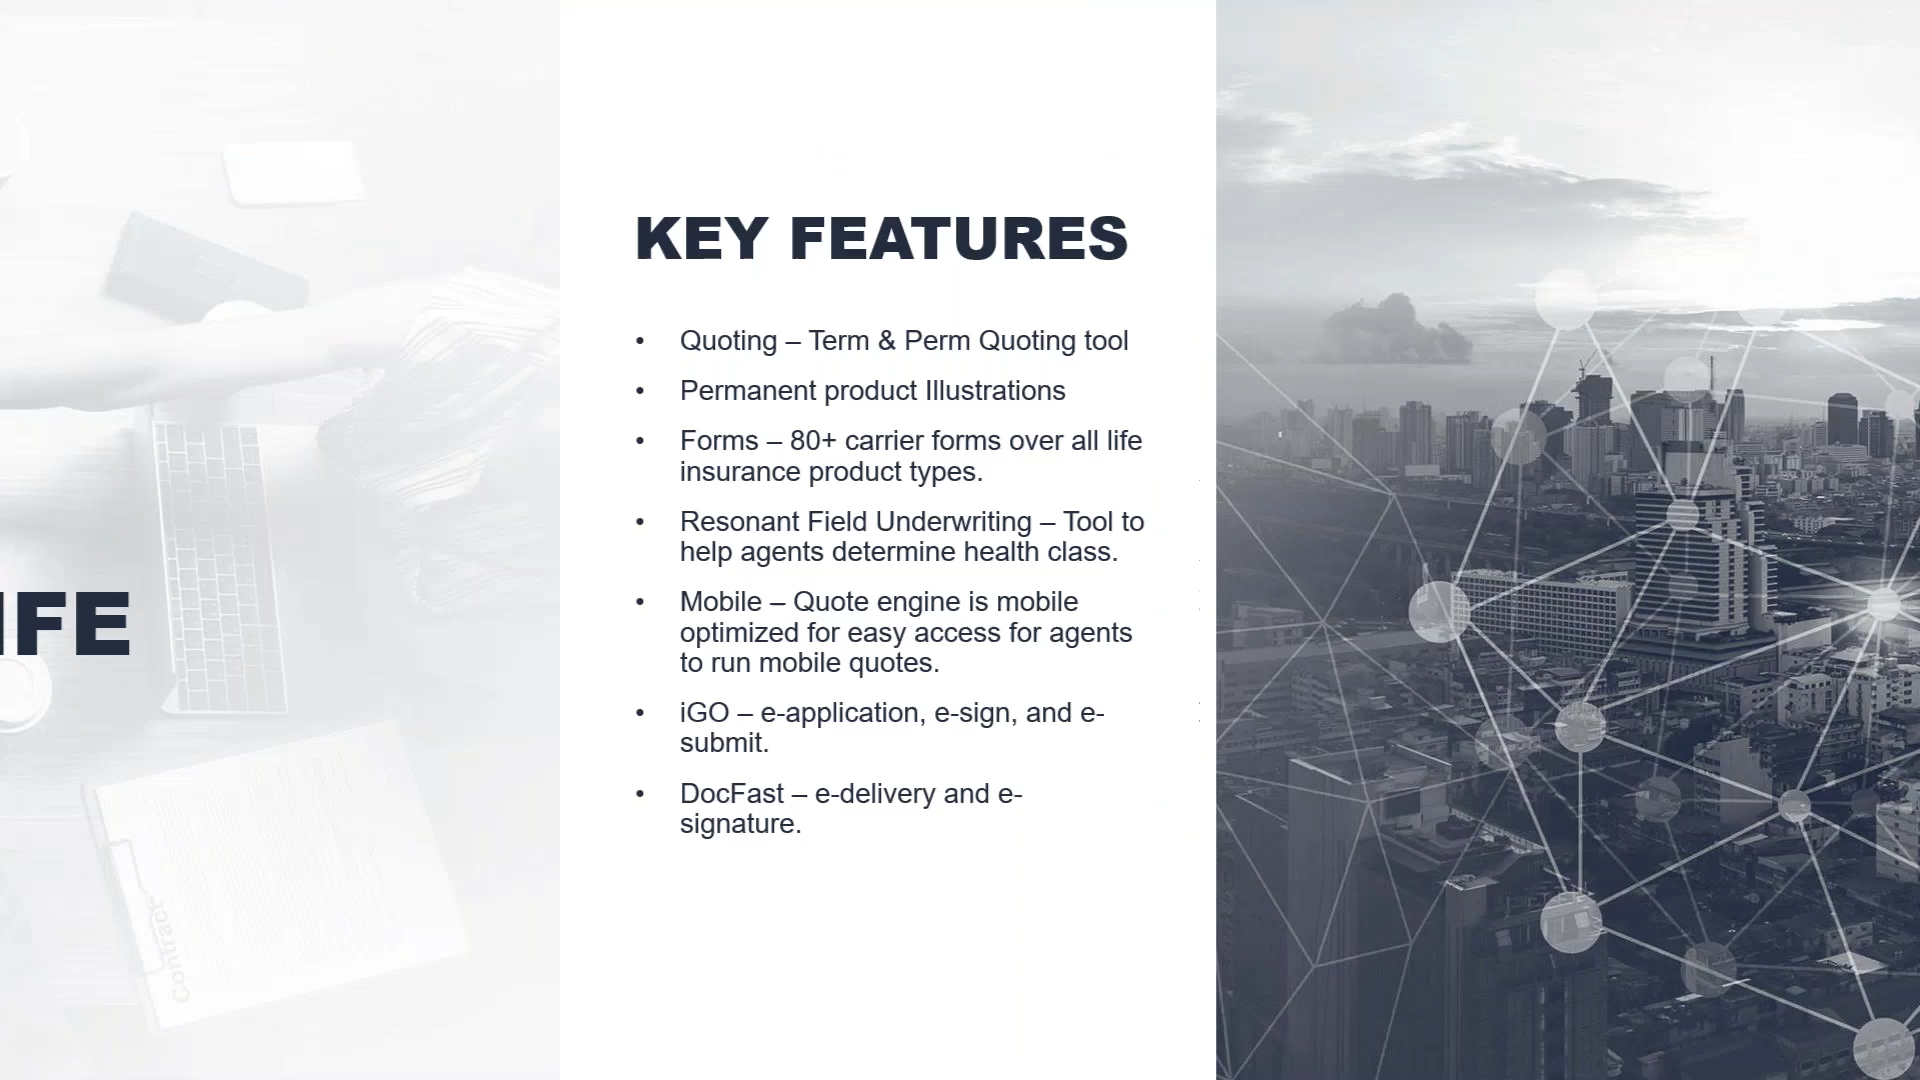 KEY FEATURES
• Quoting – Term & Perm Quoting tool
• Permanent product Illustrations
• Forms – 80+ carrier forms over all life
insurance product types.
• Resonant Field Underwriting – Tool to
help agents determine health class.
• Mobile – Quote engine is mobile
optimized for easy access for agents
to run mobile quotes.
• iGO – e-application, e-sign, and e-
submit.
• DocFast – e-delivery and e-
signature.
IFE
Contract